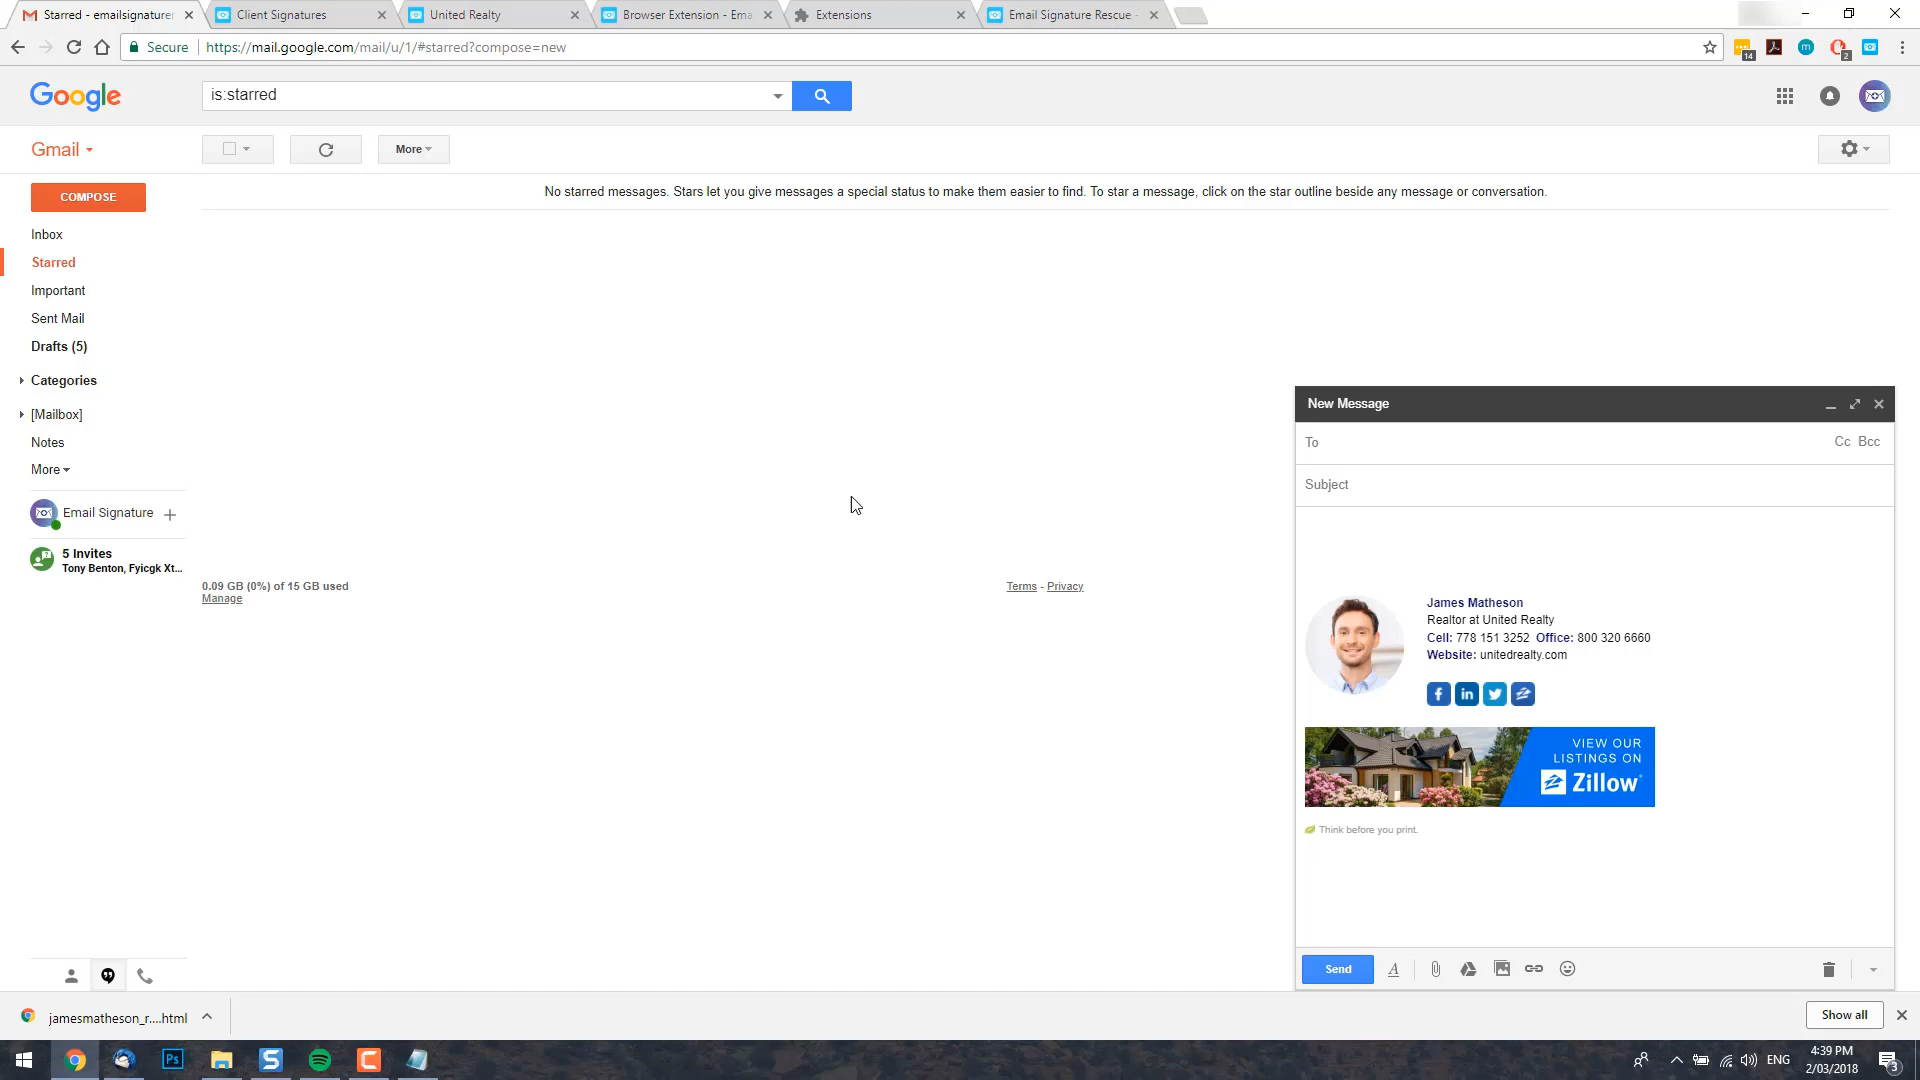 Starred - emailsignaturer
Client Signatures
United Realty
Browser Extension - Ema
Extensions
Email Signature Rescue -
Secure
https://mail.google.com/mail/u/1/#starred?compose=new
14
m
2
Google
is:starred
Gmail
More
COMPOSE
No starred messages. Stars let you give messages a special status to make them easier to find. To star a message, click on the star outline beside any message or conversation.
Inbox
Starred
Important
Sent Mail
Drafts (5)
Categories
[Mailbox]
Notes
More
Email Signature
5 Invites
Tony Benton, Fyicgk Xt...
0.09 GB (0%) of 15 GB used
Manage
Terms - Privacy
New Message
To
Cc Bcc
Subject
James Matheson
Realtor at United Realty
Cell: 778 151 3252 Office: 800 320 6660
Website: unitedrealty.com
f
in
VIEW OUR
LISTINGS ON
Zillow
Think before you print.
Send
A
jamesmatheson_r....html
Show all
Ps
S
C
ENG
4:39 PM
2/03/2018
3